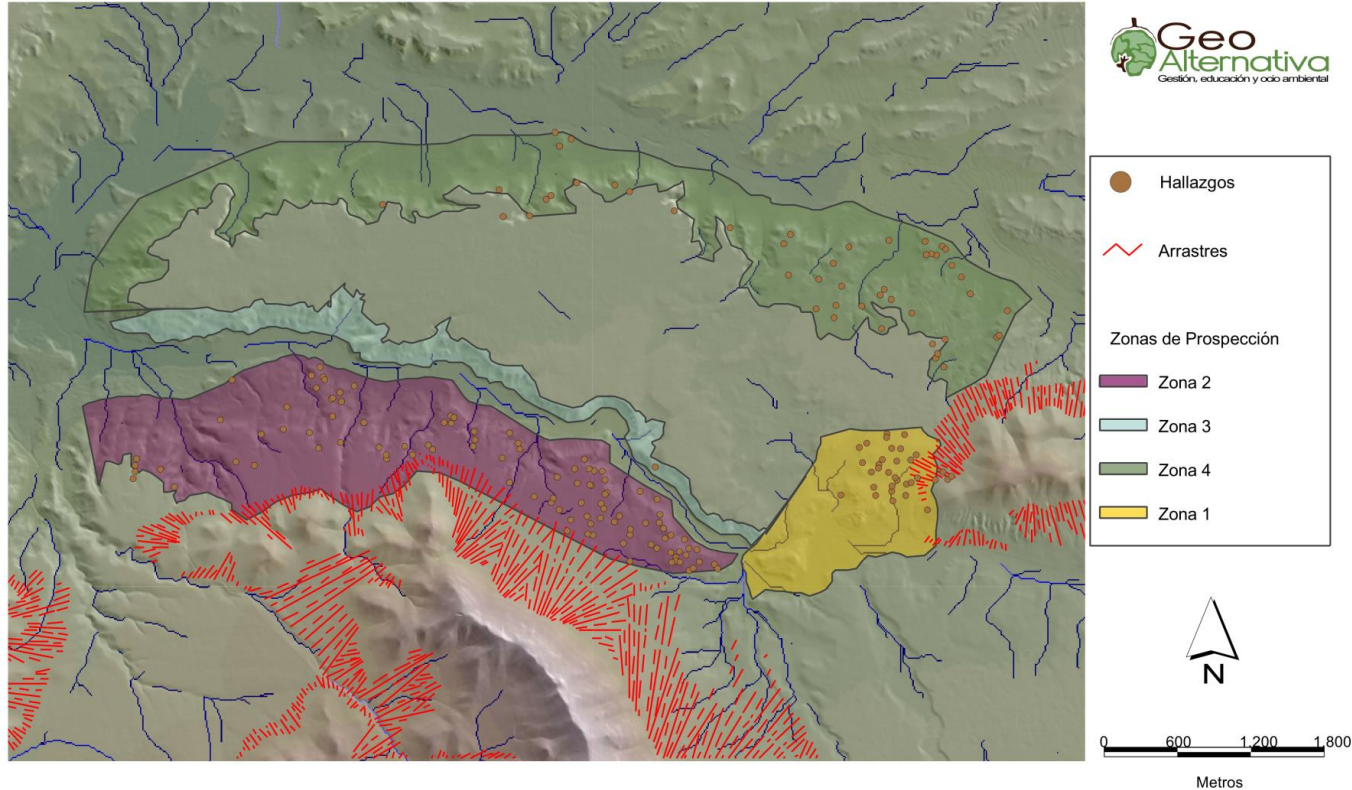 Geo
Alternativa
Gestión, educación y ocio ambiental
Hallazgos
Arrastres
Zonas de Prospección
Zona 2
Zona 3
Zona 4
Zona 1
N
0 600 1.200 1.800
Metros